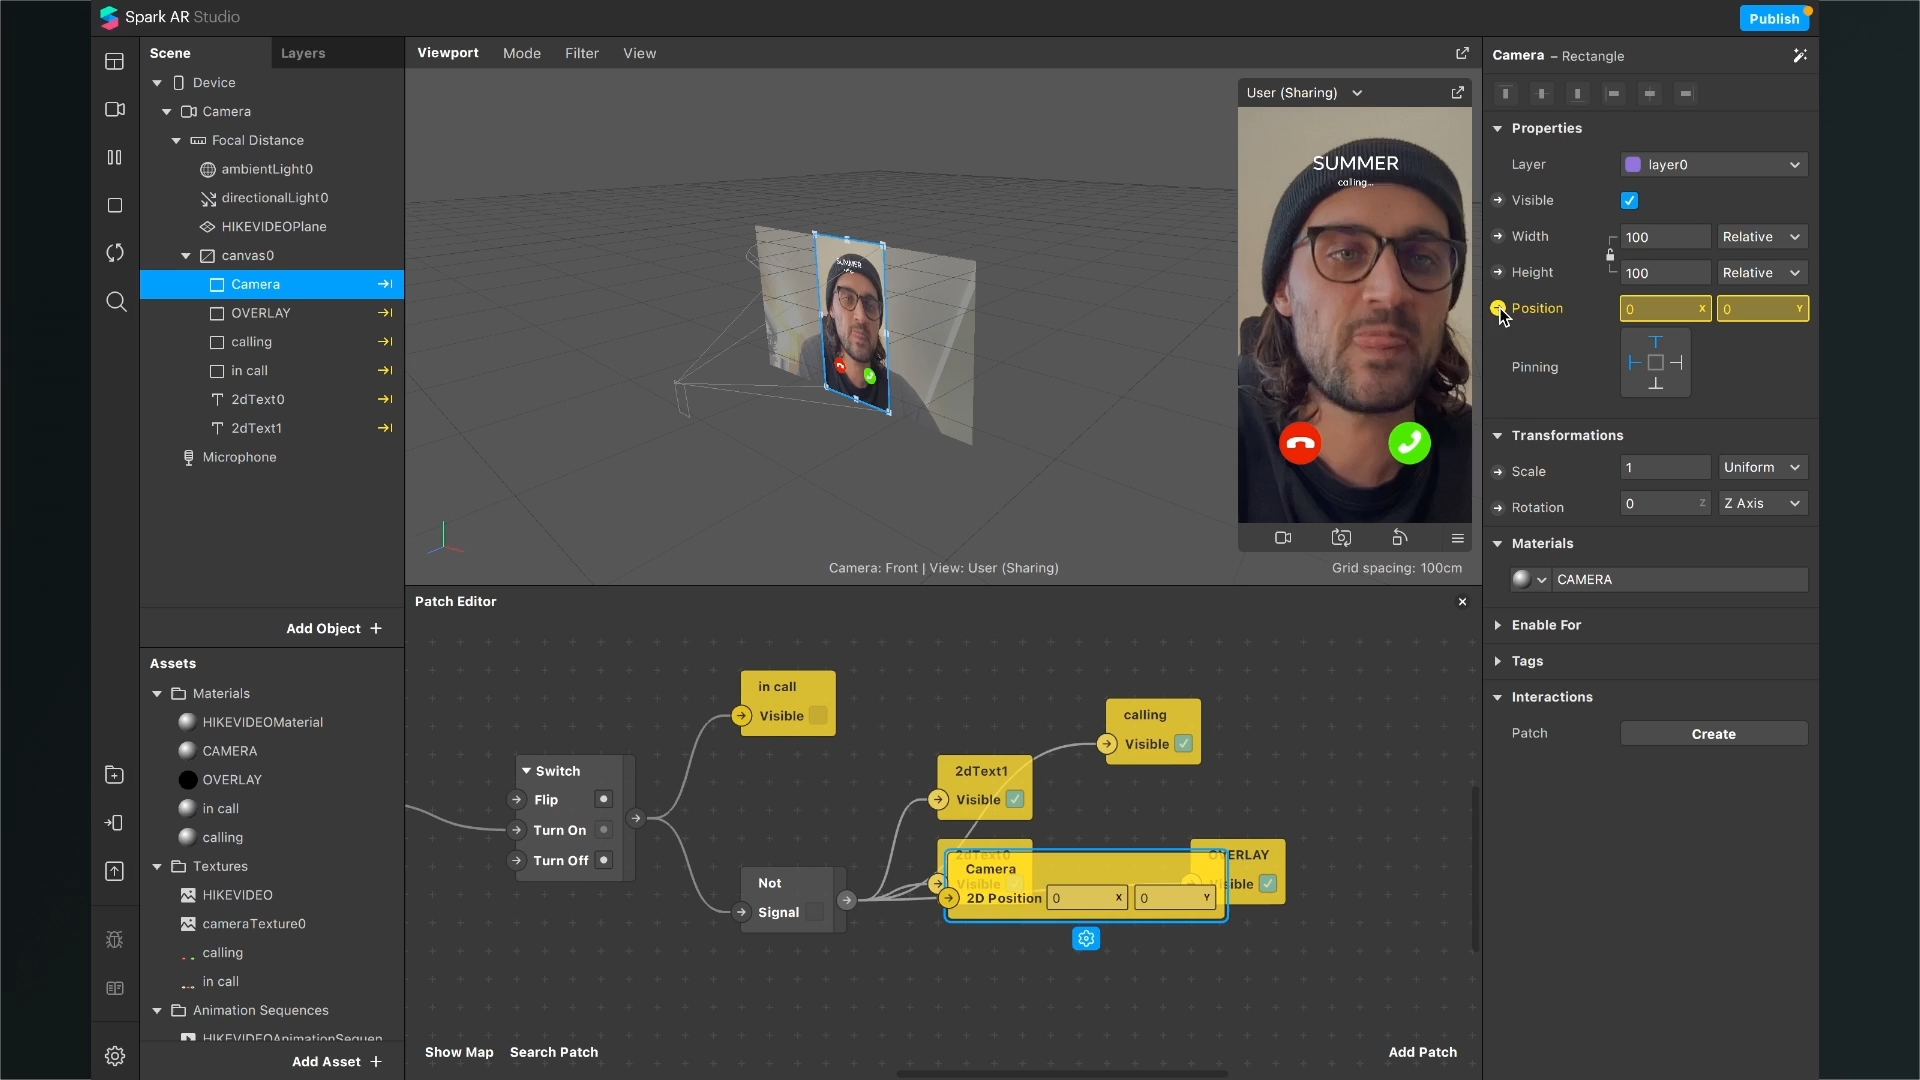 Spark AR Studio
Publish
Scene
Layers
Device
Camera
Focal Distance
ambientLight0
directionalLight0
HIKEVIDEOPlane
canvas0
Camera
OVERLAY
calling
in call
2dText0
2dText1
Microphone
Add Object +
Assets
Materials
HIKEVIDEOMaterial
CAMERA
OVERLAY
in call
calling
Textures
HIKEVIDEO
cameraTexture0
calling
in call
Animation Sequences
HIKEVIDEOAnimationSequen
Add Asset +
Viewport
Mode
Filter
View
SUMMER
User (Sharing)
SUMMER
calling...
Camera: Front | View: User (Sharing)
Grid spacing: 100cm
Patch Editor
in call
Visible
Switch
Flip
Turn On
Turn Off
Not
Signal
2dText1
Visible
calling
Visible
2dText0
Visible
OVERLAY
Visible
Camera
2D Position 0 X 0 Y
Show Map
Search Patch
Add Patch
Camera – Rectangle
Properties
Layer layer0
Visible
Width 100 Relative
Height 100 Relative
Position 0 X 0 Y
Pinning
Transformations
Scale 1 Uniform
Rotation 0 Z Z Axis
Materials
CAMERA
Enable For
Tags
Interactions
Patch Create